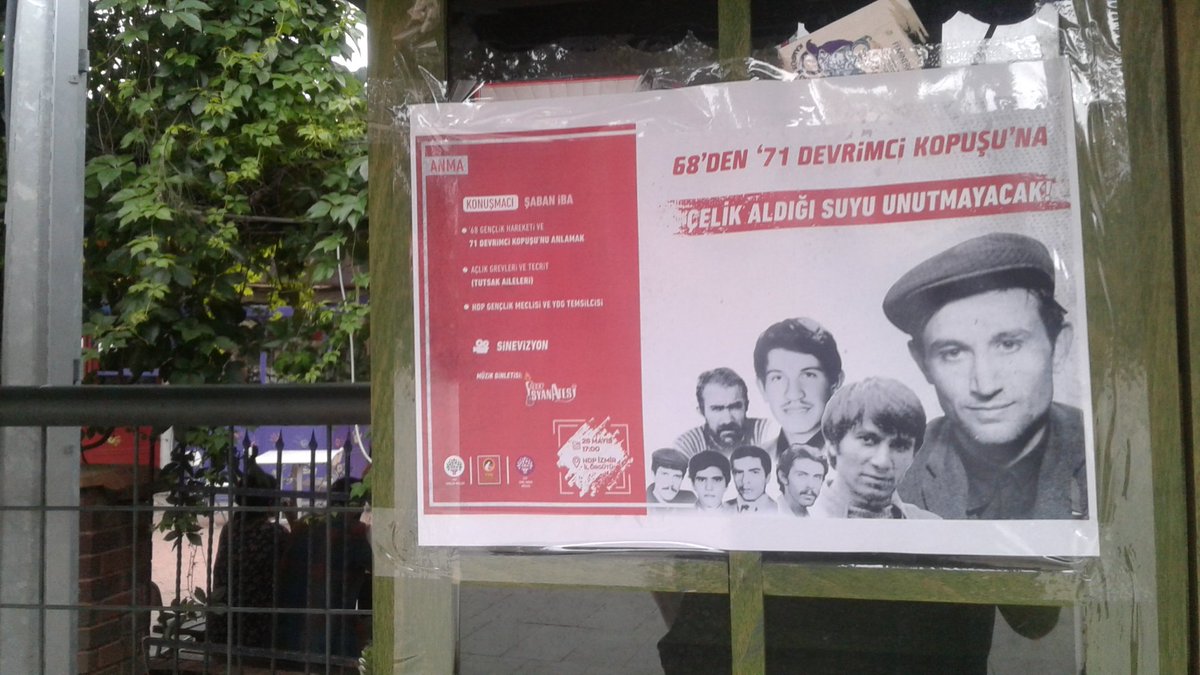 ANMA
KONUŞMACI ŞABAN İBA
'68 GENÇLİK HAREKETİ VE
71 DEVRİMCİ KOPUŞU'NU ANLAMAK
AÇLIK GREVLERİ VE TECRİT
(TUTSAK AİLELERİ)
HDP GENÇLİK MECLİSİ VE YDG TEMSİLCİSİ
SİNEVİZYON
MÜZİK DİNLETİSİ:
28 MAYIS
17:00
HDP İZMİR
İL ÖRGÜTÜ
68'DEN '71 DEVRİMCİ KOPUŞU'NA
ÇELİK ALDIĞI SUYU UNUTMAYACAK!